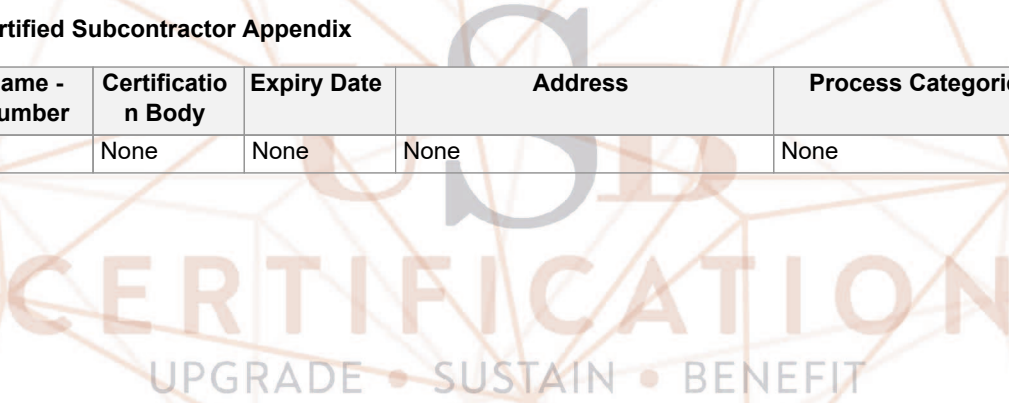 rtified Subcontractor Appendix
ame - Certificatio Expiry Date Address Process Categorie
umber n Body
None None None None
USB
CERTIFICATION
UPGRADE • SUSTAIN • BENEFIT